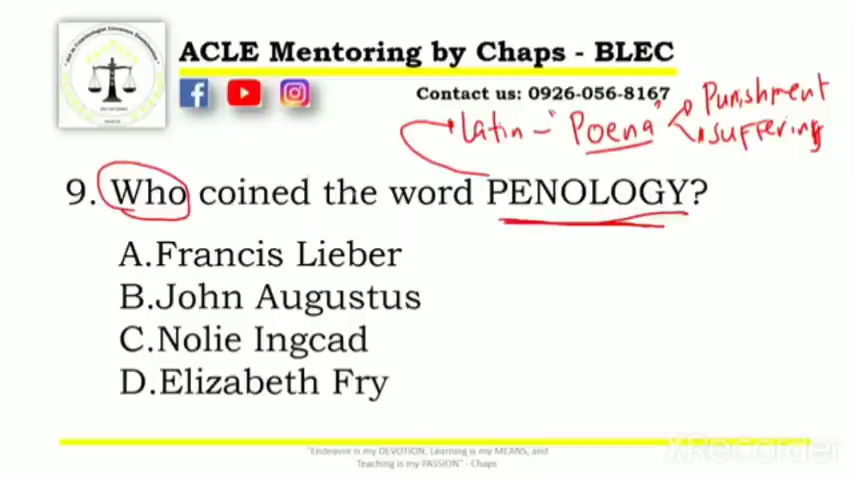 ACLE Mentoring by Chaps - BLEC
Contact us: 0926-056-8167
Punishment
Latin - "Poena"
suffering
9. Who coined the word PENOLOGY?
A.Francis Lieber
B.John Augustus
C.Nolie Ingcad
D.Elizabeth Fry
"Endeavor is my DEVOTION, Learning is my MEANS, and
Teaching is my PASSION" - Chaps
XRecorder